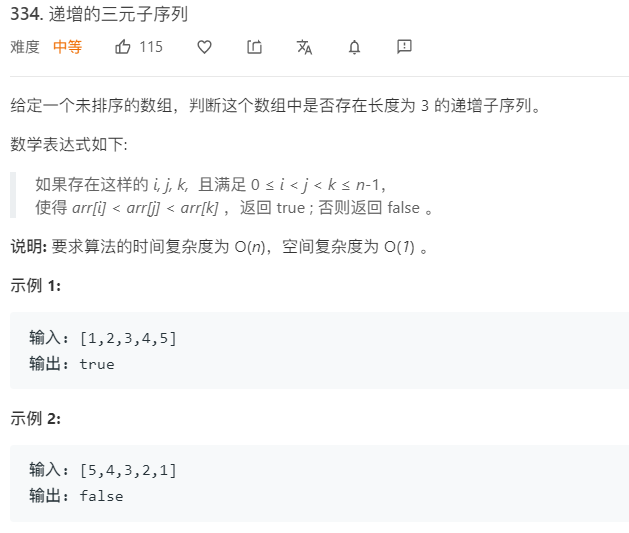 334. 递增的三元子序列
难度 中等 115
给定一个未排序的数组，判断这个数组中是否存在长度为 3 的递增子序列。
数学表达式如下:
如果存在这样的 i, j, k, 且满足 0 ≤ i < j < k ≤ n-1，
使得 arr[i] < arr[j] < arr[k] ，返回 true ; 否则返回 false 。
说明: 要求算法的时间复杂度为 O(n)，空间复杂度为 O(1) 。
示例 1:
输入: [1,2,3,4,5]
输出: true
示例 2:
输入: [5,4,3,2,1]
输出: false